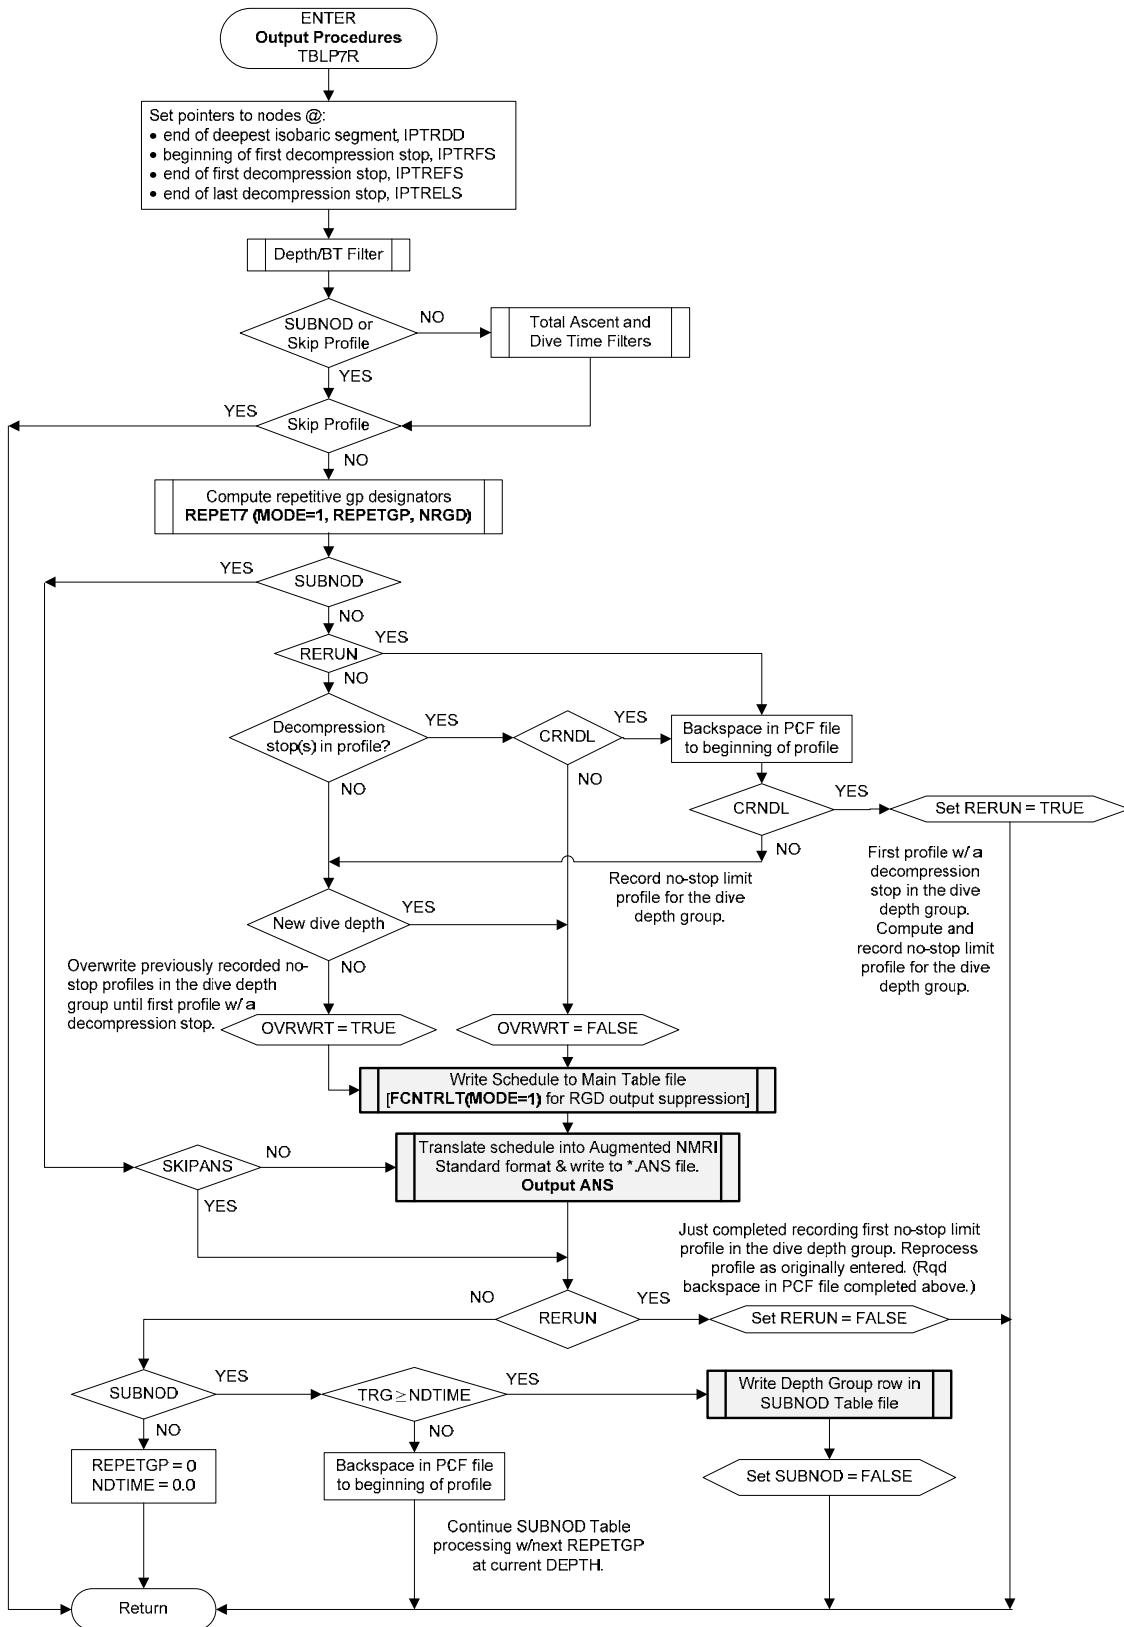 ENTER
Output Procedures
TBLP7R
Set pointers to nodes @:
• end of deepest isobaric segment, IPTRDD
• beginning of first decompression stop, IPTRFS
• end of first decompression stop, IPTREFS
• end of last decompression stop, IPTRELS
Depth/BT Filter
SUBNOD or
Skip Profile
NO
Total Ascent and
Dive Time Filters
YES
YES
Skip Profile
NO
Compute repetitive gp designators
REPET7 (MODE=1, REPETGP, NRGD)
YES
SUBNOD
NO
YES
RERUN
NO
Decompression
stop(s) in profile?
YES
CRNDL
YES
Backspace in PCF file
to beginning of profile
NO
NO
CRNDL
YES
Set RERUN = TRUE
NO
Record no-stop limit
profile for the dive
depth group.
First profile w/ a
decompression
stop in the dive
depth group.
Compute and
record no-stop limit
profile for the dive
depth group.
New dive depth
YES
NO
Overwrite previously recorded no-
stop profiles in the dive depth
group until first profile w/ a
decompression stop.
OVRWRT = TRUE
OVRWRT = FALSE
Write Schedule to Main Table file
[FCNTRLT(MODE=1) for RGD output suppression]
SKIPANS
NO
Translate schedule into Augmented NMRI
Standard format & write to *.ANS file.
Output ANS
YES
Just completed recording first no-stop limit
profile in the dive depth group. Reprocess
profile as originally entered. (Rqd
backspace in PCF file completed above.)
NO
RERUN
YES
Set RERUN = FALSE
SUBNOD
YES
TRG ≥ NDTIME
YES
Write Depth Group row in
SUBNOD Table file
NO
NO
REPETGP = 0
NDTIME = 0.0
Backspace in PCF file
to beginning of profile
Set SUBNOD = FALSE
Continue SUBNOD Table
processing w/next REPETGP
at current DEPTH.
Return